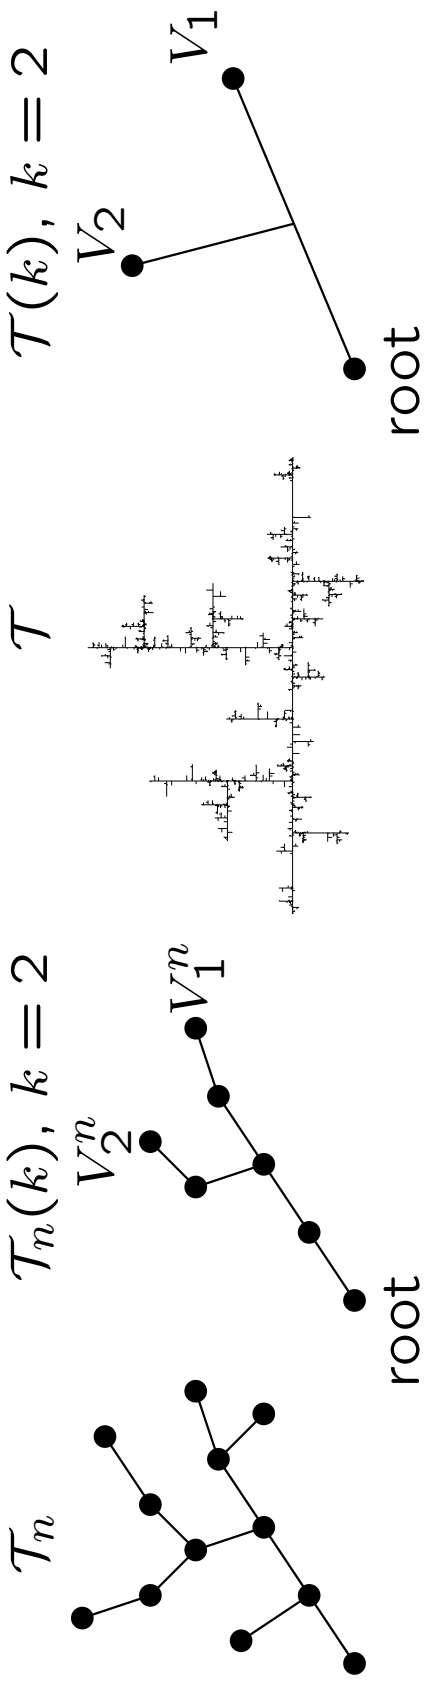 𝒯ₙ
𝒯ₙ(k), k = 2
V₂ⁿ
V₁ⁿ
root
𝒯
𝒯(k), k = 2
V₂
V₁
root